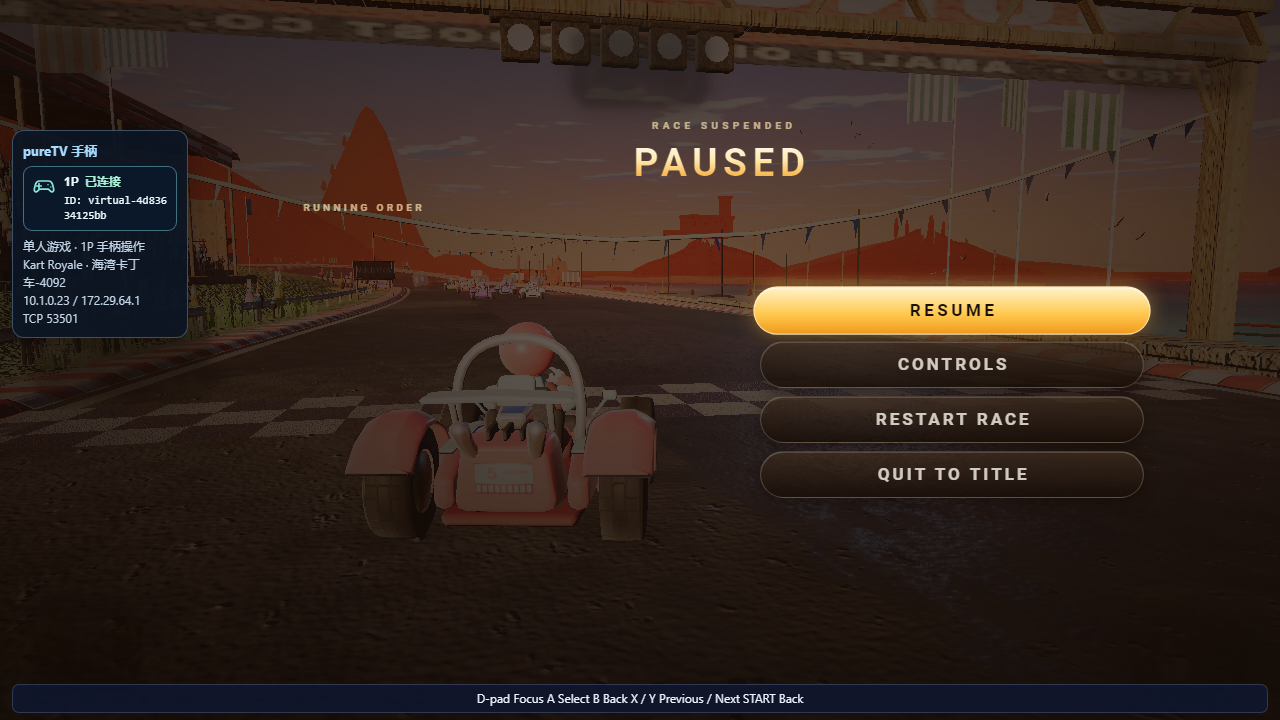 RACE SUSPENDED
PAUSED
pureTV 手柄
1P 已连接
ID: virtual-4d836
34125bb
单人游戏 · 1P 手柄操作
Kart Royale · 海湾卡丁
车-4092
10.1.0.23 / 172.29.64.1
TCP 53501
RUNNING ORDER
RESUME
CONTROLS
RESTART RACE
QUIT TO TITLE
5
D-pad Focus A Select B Back X / Y Previous / Next START Back